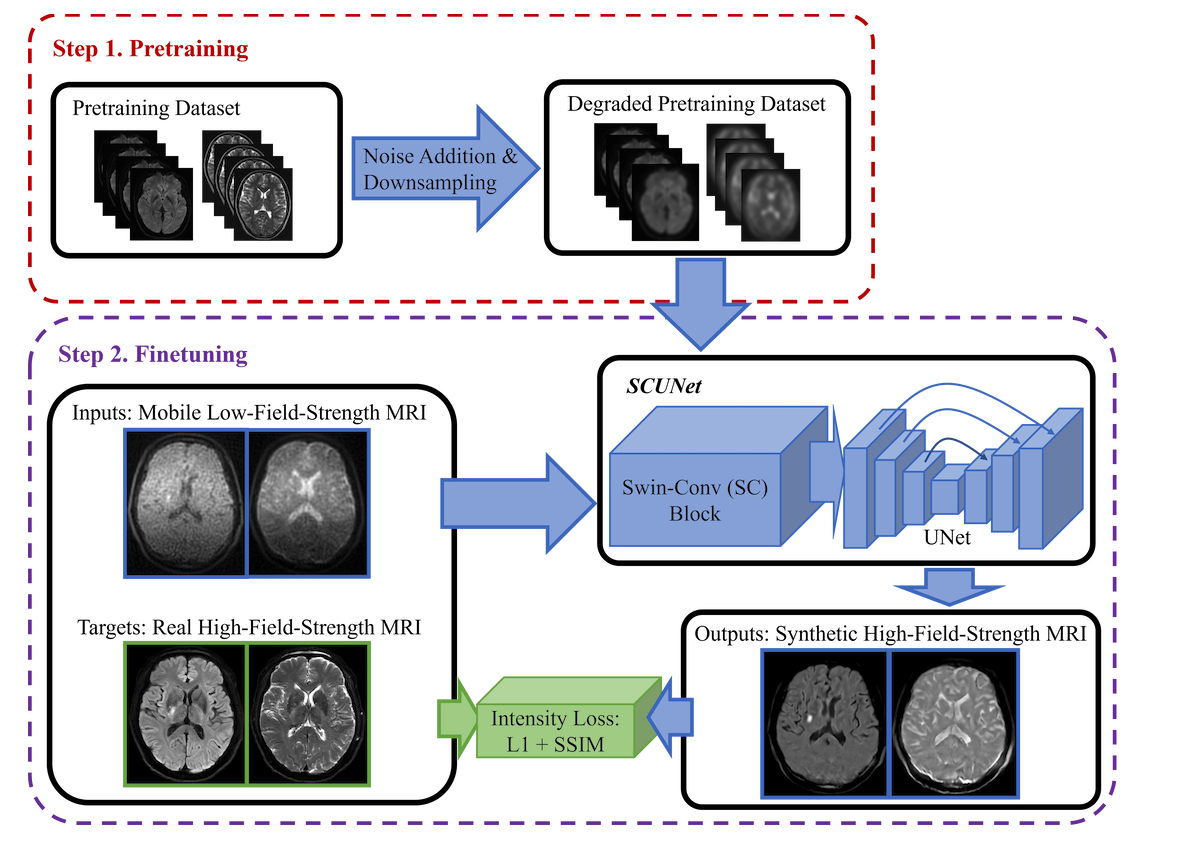 Step 1. Pretraining
Pretraining Dataset
Noise Addition &
Downsampling
Degraded Pretraining Dataset
Step 2. Finetuning
Inputs: Mobile Low-Field-Strength MRI
SCUNet
Swin-Conv (SC)
Block
UNet
Targets: Real High-Field-Strength MRI
Intensity Loss:
L1 + SSIM
Outputs: Synthetic High-Field-Strength MRI